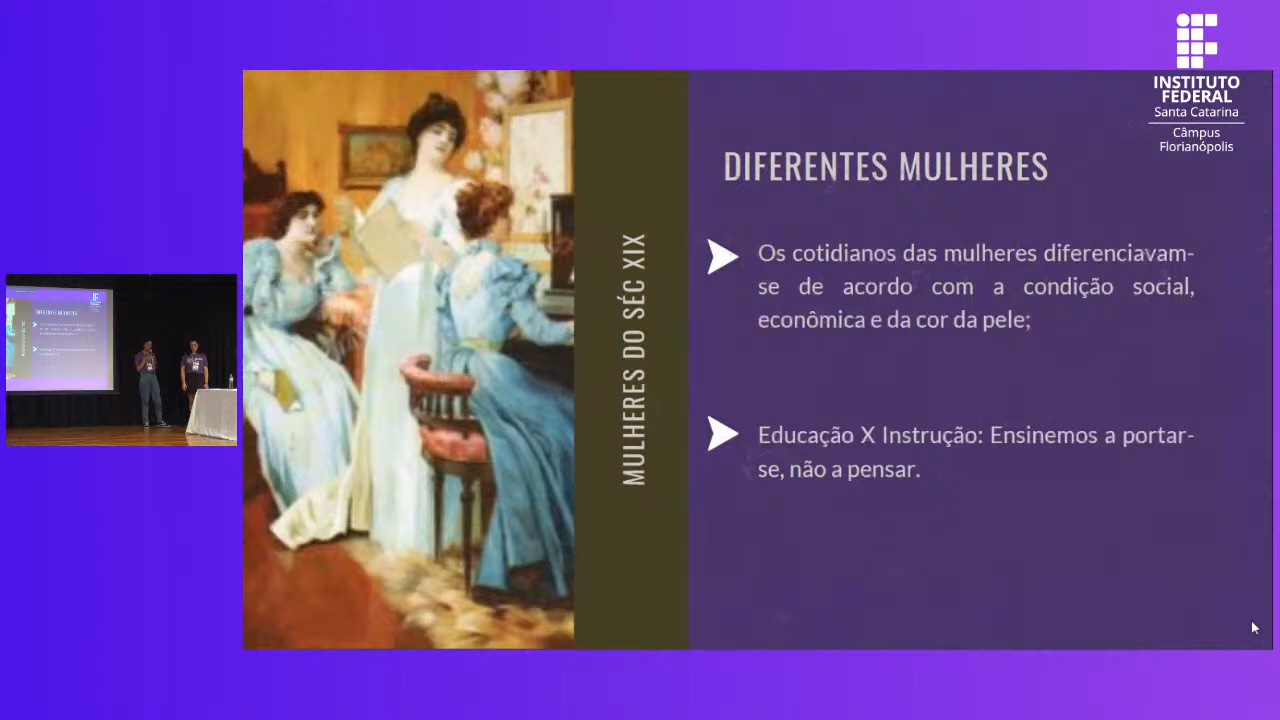 INSTITUTO
FEDERAL
Santa Catarina
Câmpus
Florianópolis
MULHERES DO SÉC XIX
DIFERENTES MULHERES
Os cotidianos das mulheres diferenciavam-
se de acordo com a condição social,
econômica e da cor da pele;
Educação X Instrução: Ensinemos a portar-
se, não a pensar.